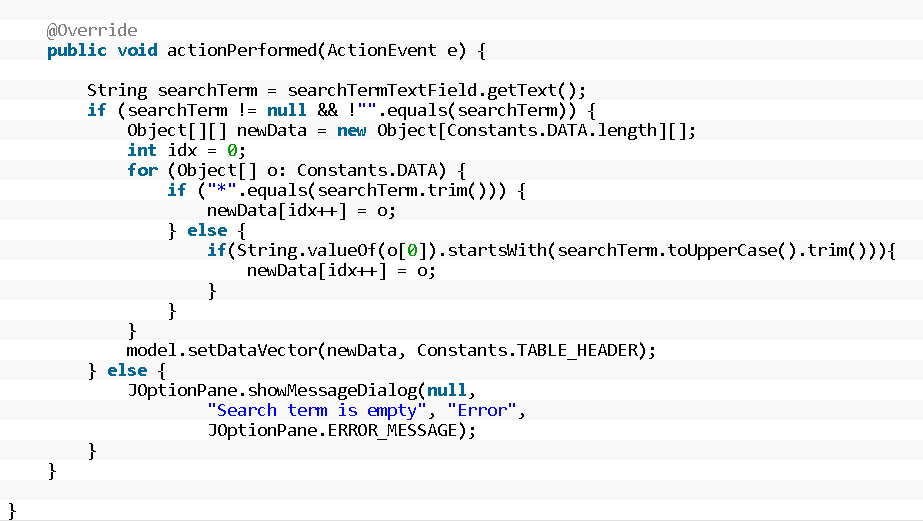 @Override
public void actionPerformed(ActionEvent e) {
String searchTerm = searchTermTextField.getText();
if (searchTerm != null && !"".equals(searchTerm)) {
Object[][] newData = new Object[Constants.DATA.length][];
int idx = 0;
for (Object[] o: Constants.DATA) {
if ("*".equals(searchTerm.trim())) {
newData[idx++] = o;
} else {
if(String.valueOf(o[0]).startsWith(searchTerm.toUpperCase().trim())){
newData[idx++] = o;
}
}
}
model.setDataVector(newData, Constants.TABLE_HEADER);
} else {
JOptionPane.showMessageDialog(null,
"Search term is empty", "Error",
JOptionPane.ERROR_MESSAGE);
}
}
}